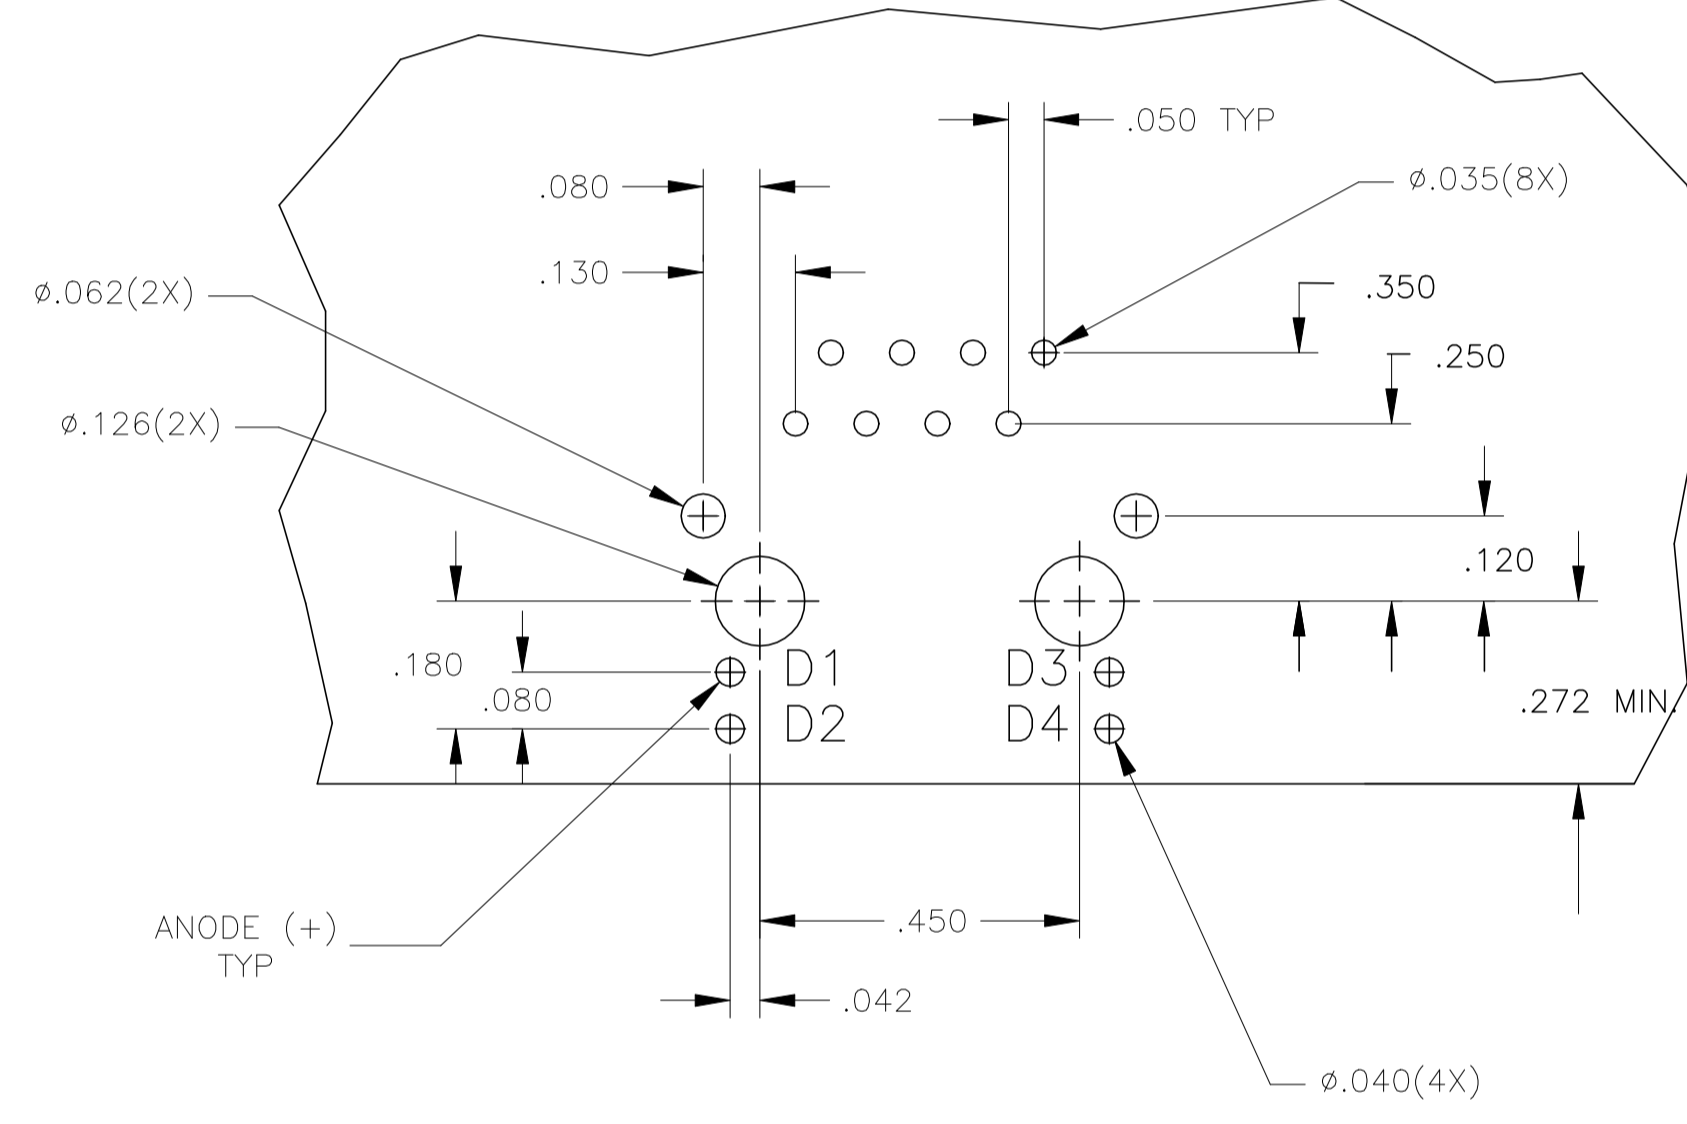 .050 TYP
ø.035(8X)
.080
.130
ø.062(2X)
.350
.250
ø.126(2X)
.120
.180
.080
D1
D3
D2
D4
.272 MIN.
ANODE (+)
TYP
.450
.042
ø.040(4X)